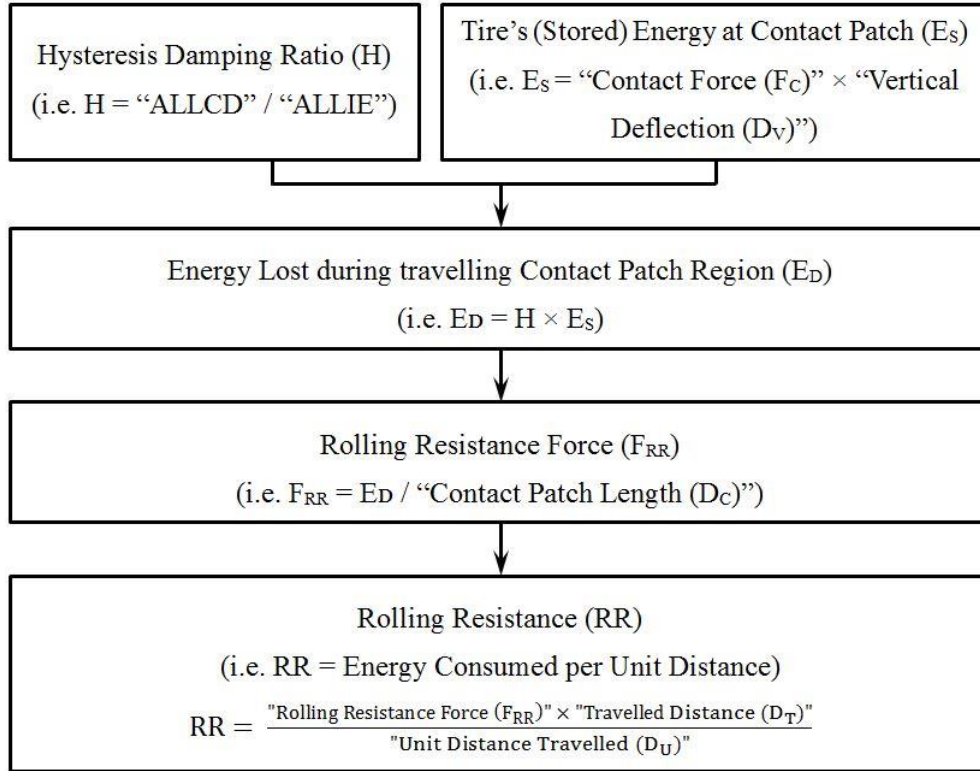 Hysteresis Damping Ratio (H)
(i.e. H = “ALLCD” / “ALLIE”)
Tire’s (Stored) Energy at Contact Patch (ES)
(i.e. ES = “Contact Force (FC)” × “Vertical
Deflection (DV)”)
Energy Lost during travelling Contact Patch Region (ED)
(i.e. ED = H × ES)
Rolling Resistance Force (FRR)
(i.e. FRR = ED / “Contact Patch Length (DC)”)
Rolling Resistance (RR)
(i.e. RR = Energy Consumed per Unit Distance)
RR = "Rolling Resistance Force (FRR)" × "Travelled Distance (DT)"
"Unit Distance Travelled (DU)"